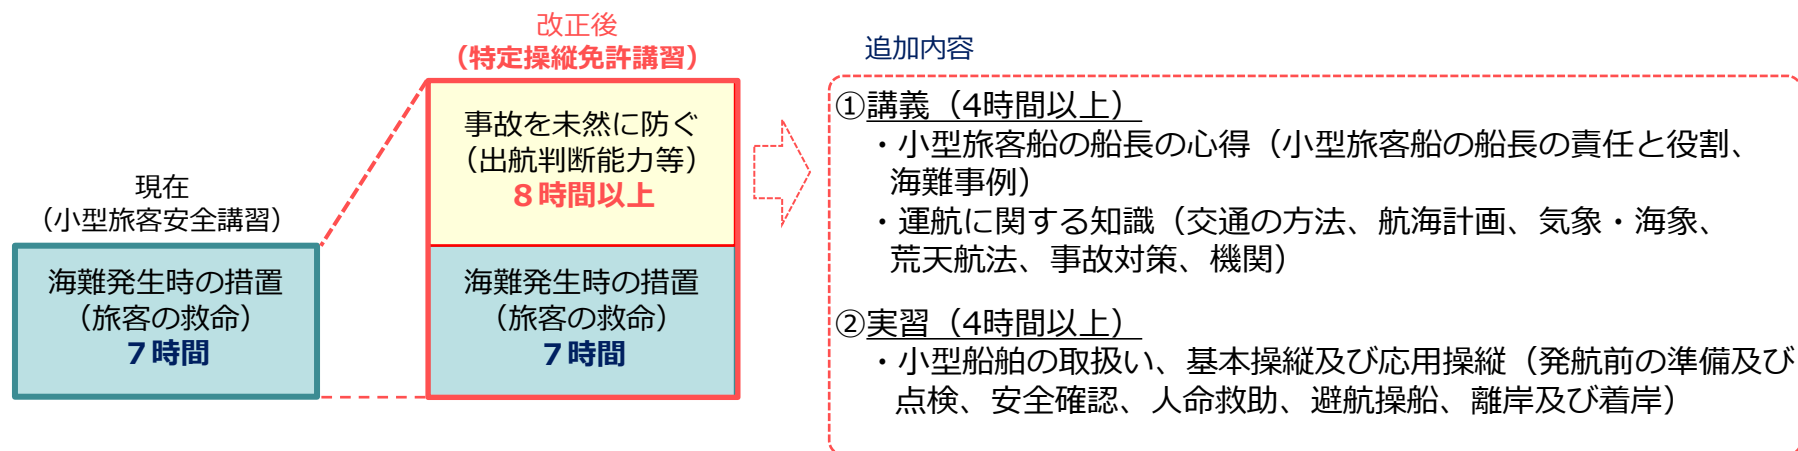 現在
（小型旅客安全講習）
海難発生時の措置
（旅客の救命）
７時間
改正後
（特定操縦免許講習）
事故を未然に防ぐ
（出航判断能力等）
８時間以上
海難発生時の措置
（旅客の救命）
７時間
追加内容
①講義（4時間以上）
・小型旅客船の船長の心得（小型旅客船の船長の責任と役割、
海難事例）
・運航に関する知識（交通の方法、航海計画、気象・海象、
荒天航法、事故対策、機関）
②実習（4時間以上）
・小型船舶の取扱い、基本操縦及び応用操縦（発航前の準備及び
点検、安全確認、人命救助、避航操船、離岸及び着岸）